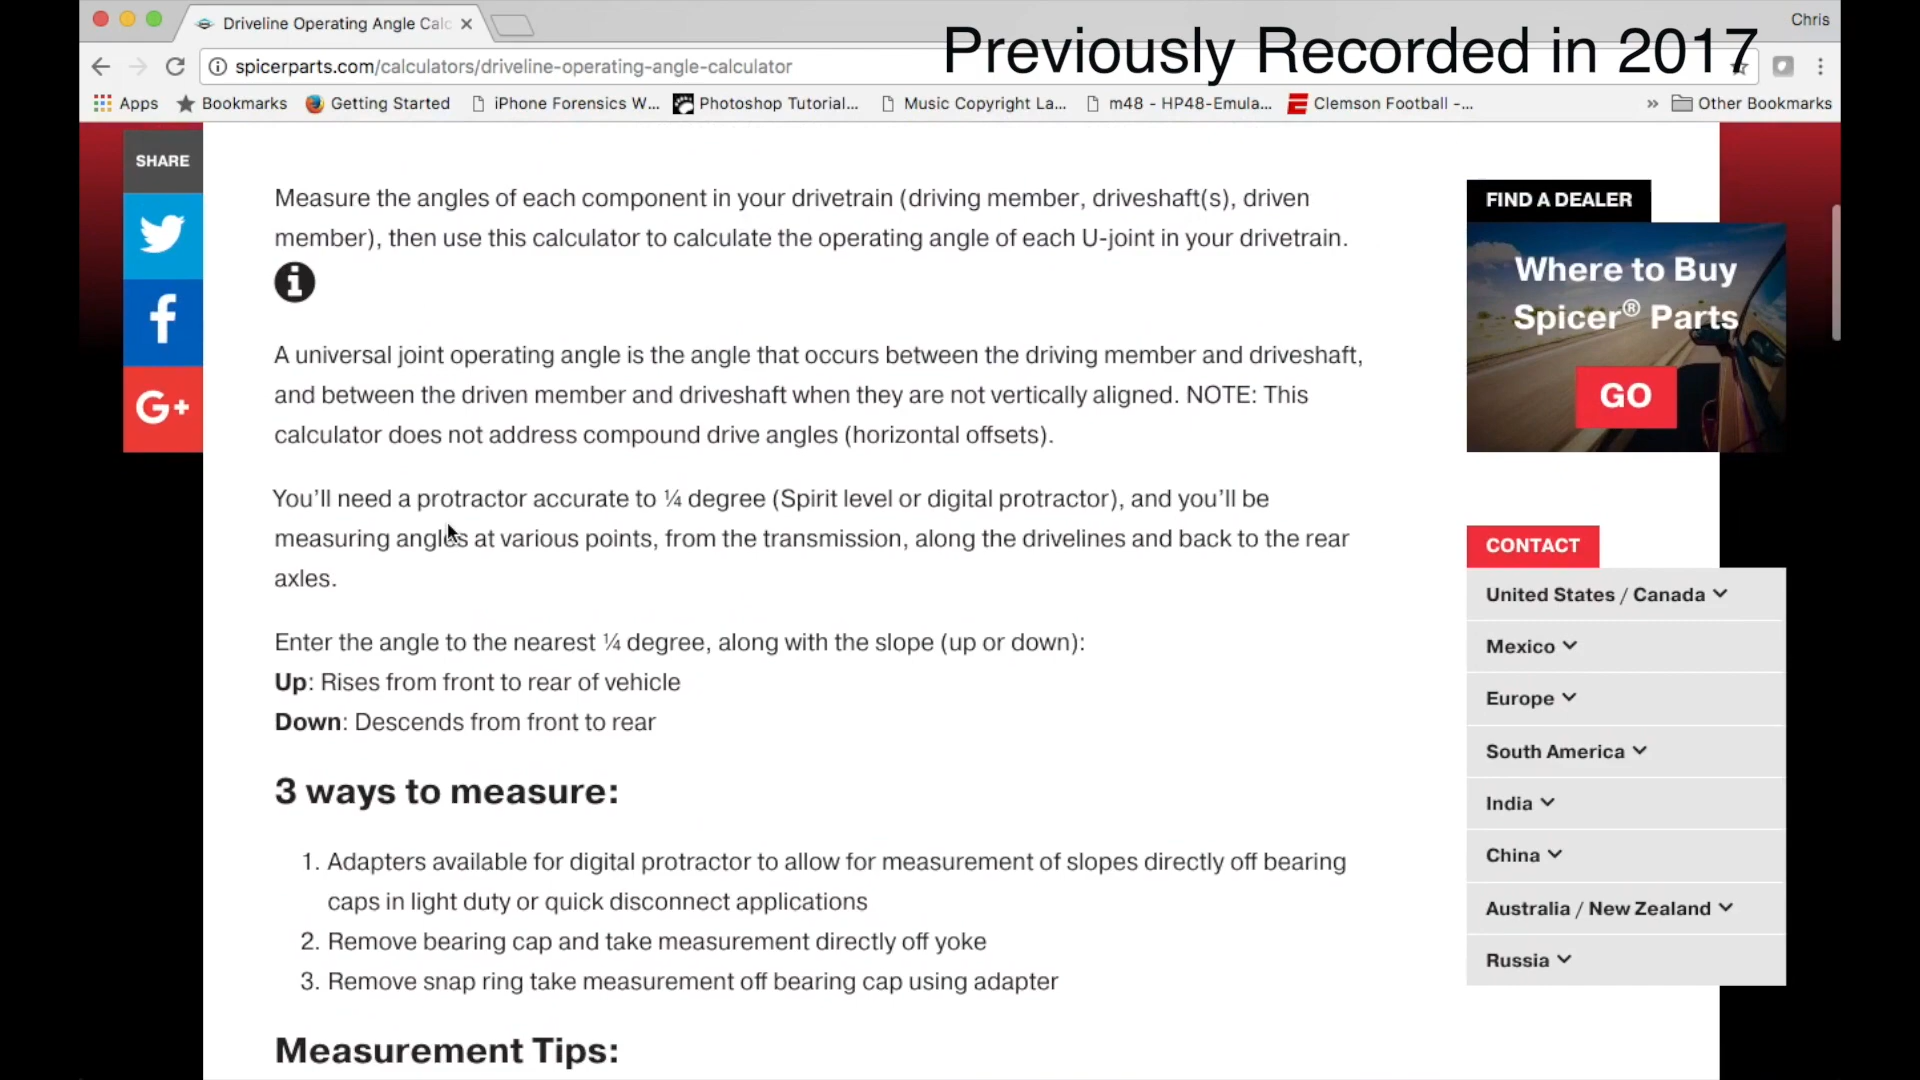 Driveline Operating Angle Calc
Chris
Previously Recorded in 2017
spicerparts.com/calculators/driveline-operating-angle-calculator
Apps
Bookmarks
Getting Started
iPhone Forensics W...
Photoshop Tutorial...
Music Copyright La...
m48 - HP48-Emula...
Clemson Football -...
»
Other Bookmarks
SHARE
G+
Measure the angles of each component in your drivetrain (driving member, driveshaft(s), driven
member), then use this calculator to calculate the operating angle of each U-joint in your drivetrain.
A universal joint operating angle is the angle that occurs between the driving member and driveshaft,
and between the driven member and driveshaft when they are not vertically aligned. NOTE: This
calculator does not address compound drive angles (horizontal offsets).
You’ll need a protractor accurate to ¼ degree (Spirit level or digital protractor), and you’ll be
measuring angles at various points, from the transmission, along the drivelines and back to the rear
axles.
Enter the angle to the nearest ¼ degree, along with the slope (up or down):
Up: Rises from front to rear of vehicle
Down: Descends from front to rear
3 ways to measure:
1. Adapters available for digital protractor to allow for measurement of slopes directly off bearing
caps in light duty or quick disconnect applications
2. Remove bearing cap and take measurement directly off yoke
3. Remove snap ring take measurement off bearing cap using adapter
Measurement Tips:
FIND A DEALER
Where to Buy
Spicer® Parts
GO
CONTACT
United States / Canada
Mexico
Europe
South America
India
China
Australia / New Zealand
Russia